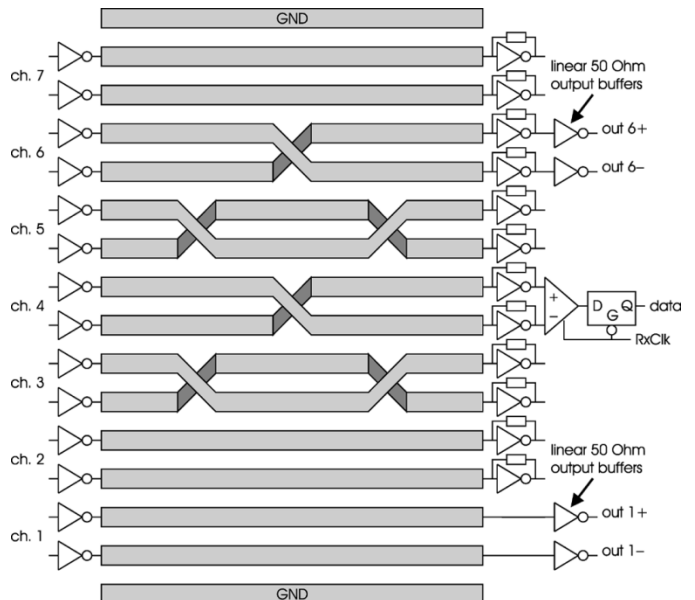 GND
ch. 7
linear 50 Ohm
output buffers
ch. 6
out 6+
out 6−
ch. 5
ch. 4
+
−
D Q
G
data
RxClk
ch. 3
ch. 2
linear 50 Ohm
output buffers
ch. 1
out 1+
out 1−
GND